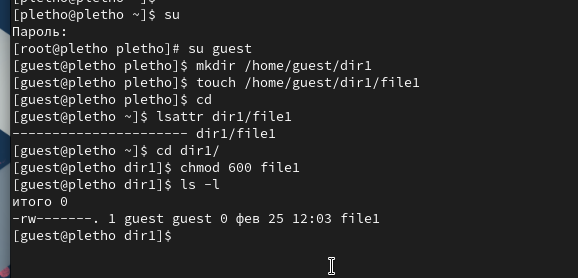 [pletho@pletho ~]$
[pletho@pletho ~]$ su
Пароль:
[root@pletho pletho]# su guest
[guest@pletho pletho]$ mkdir /home/guest/dir1
[guest@pletho pletho]$ touch /home/guest/dir1/file1
[guest@pletho pletho]$ cd
[guest@pletho ~]$ lsattr dir1/file1
---------------------- dir1/file1
[guest@pletho ~]$ cd dir1/
[guest@pletho dir1]$ chmod 600 file1
[guest@pletho dir1]$ ls -l
итого 0
-rw-------. 1 guest guest 0 фев 25 12:03 file1
[guest@pletho dir1]$